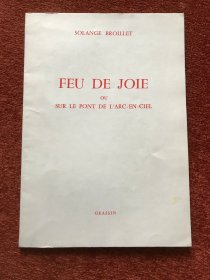 SOLANGE BROILLET
FEU DE JOIE
OU
SUR LE PONT DE L'ARC-EN-CIEL
GRASSIN